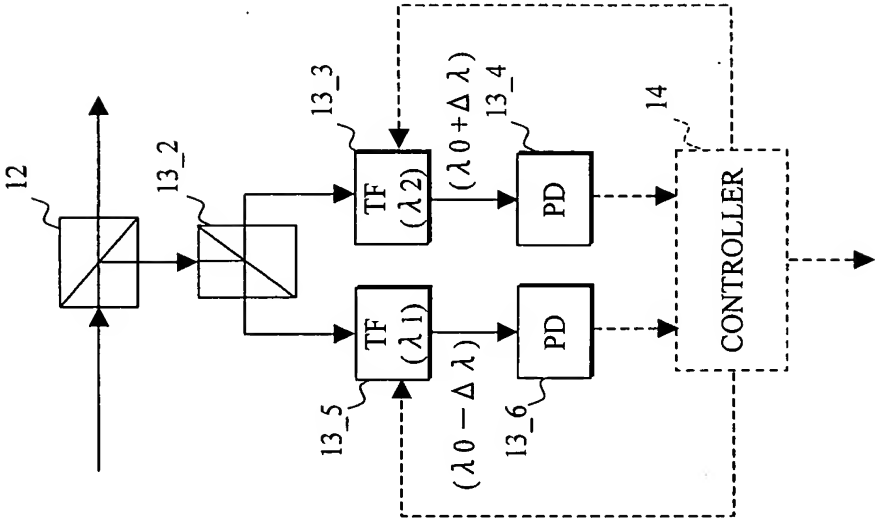 12
13_2
13_3
TF
(λ2)
(λ0+Δλ)
13_4
PD
13_5
TF
(λ1)
(λ0−Δλ)
13_6
PD
14
CONTROLLER